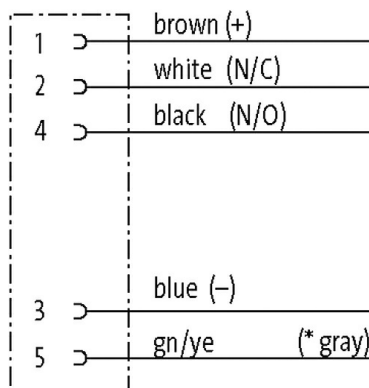 1 brown (+)
2 white (N/C)
4 black (N/O)
3 blue (–)
5 gn/ye (* gray)